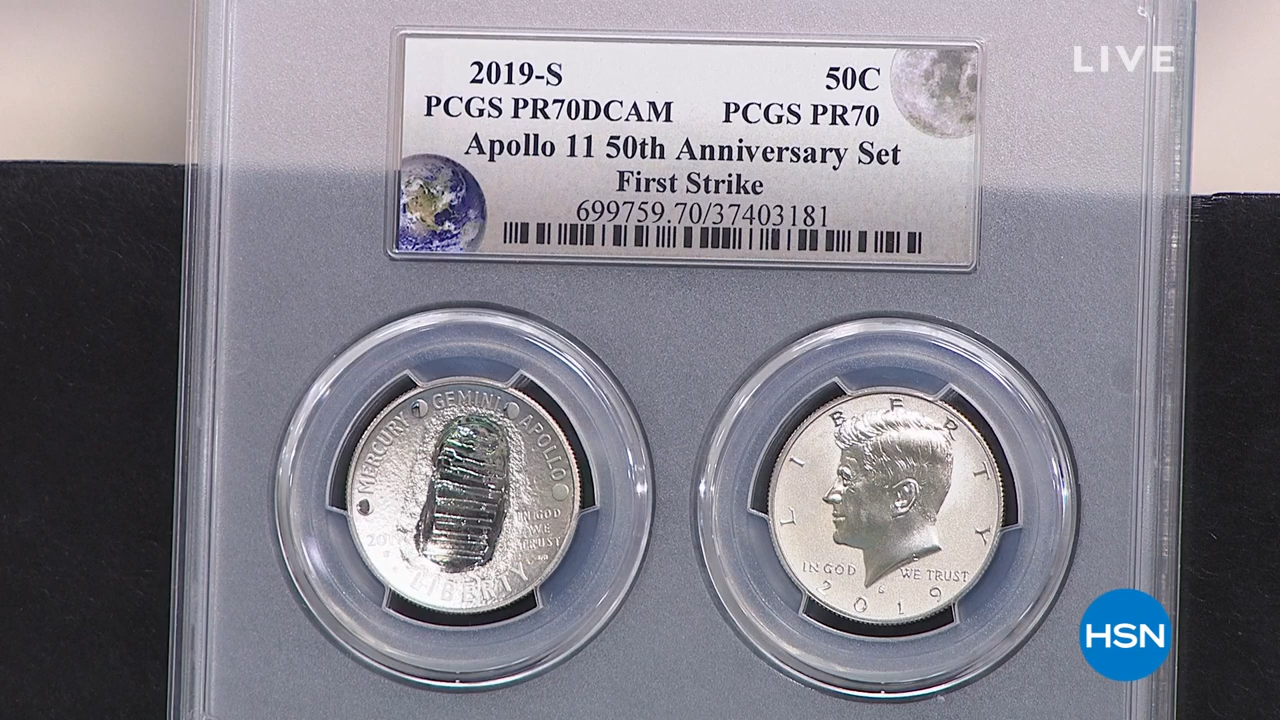 LIVE
2019-S 50C
PCGS PR70DCAM PCGS PR70
Apollo 11 50th Anniversary Set
First Strike
699759.70/37403181
MERCURY GEMINI APOLLO
IN GOD
WE
TRUST
LIBERTY
LIBERTY
IN GOD WE TRUST
S
2019
HSN